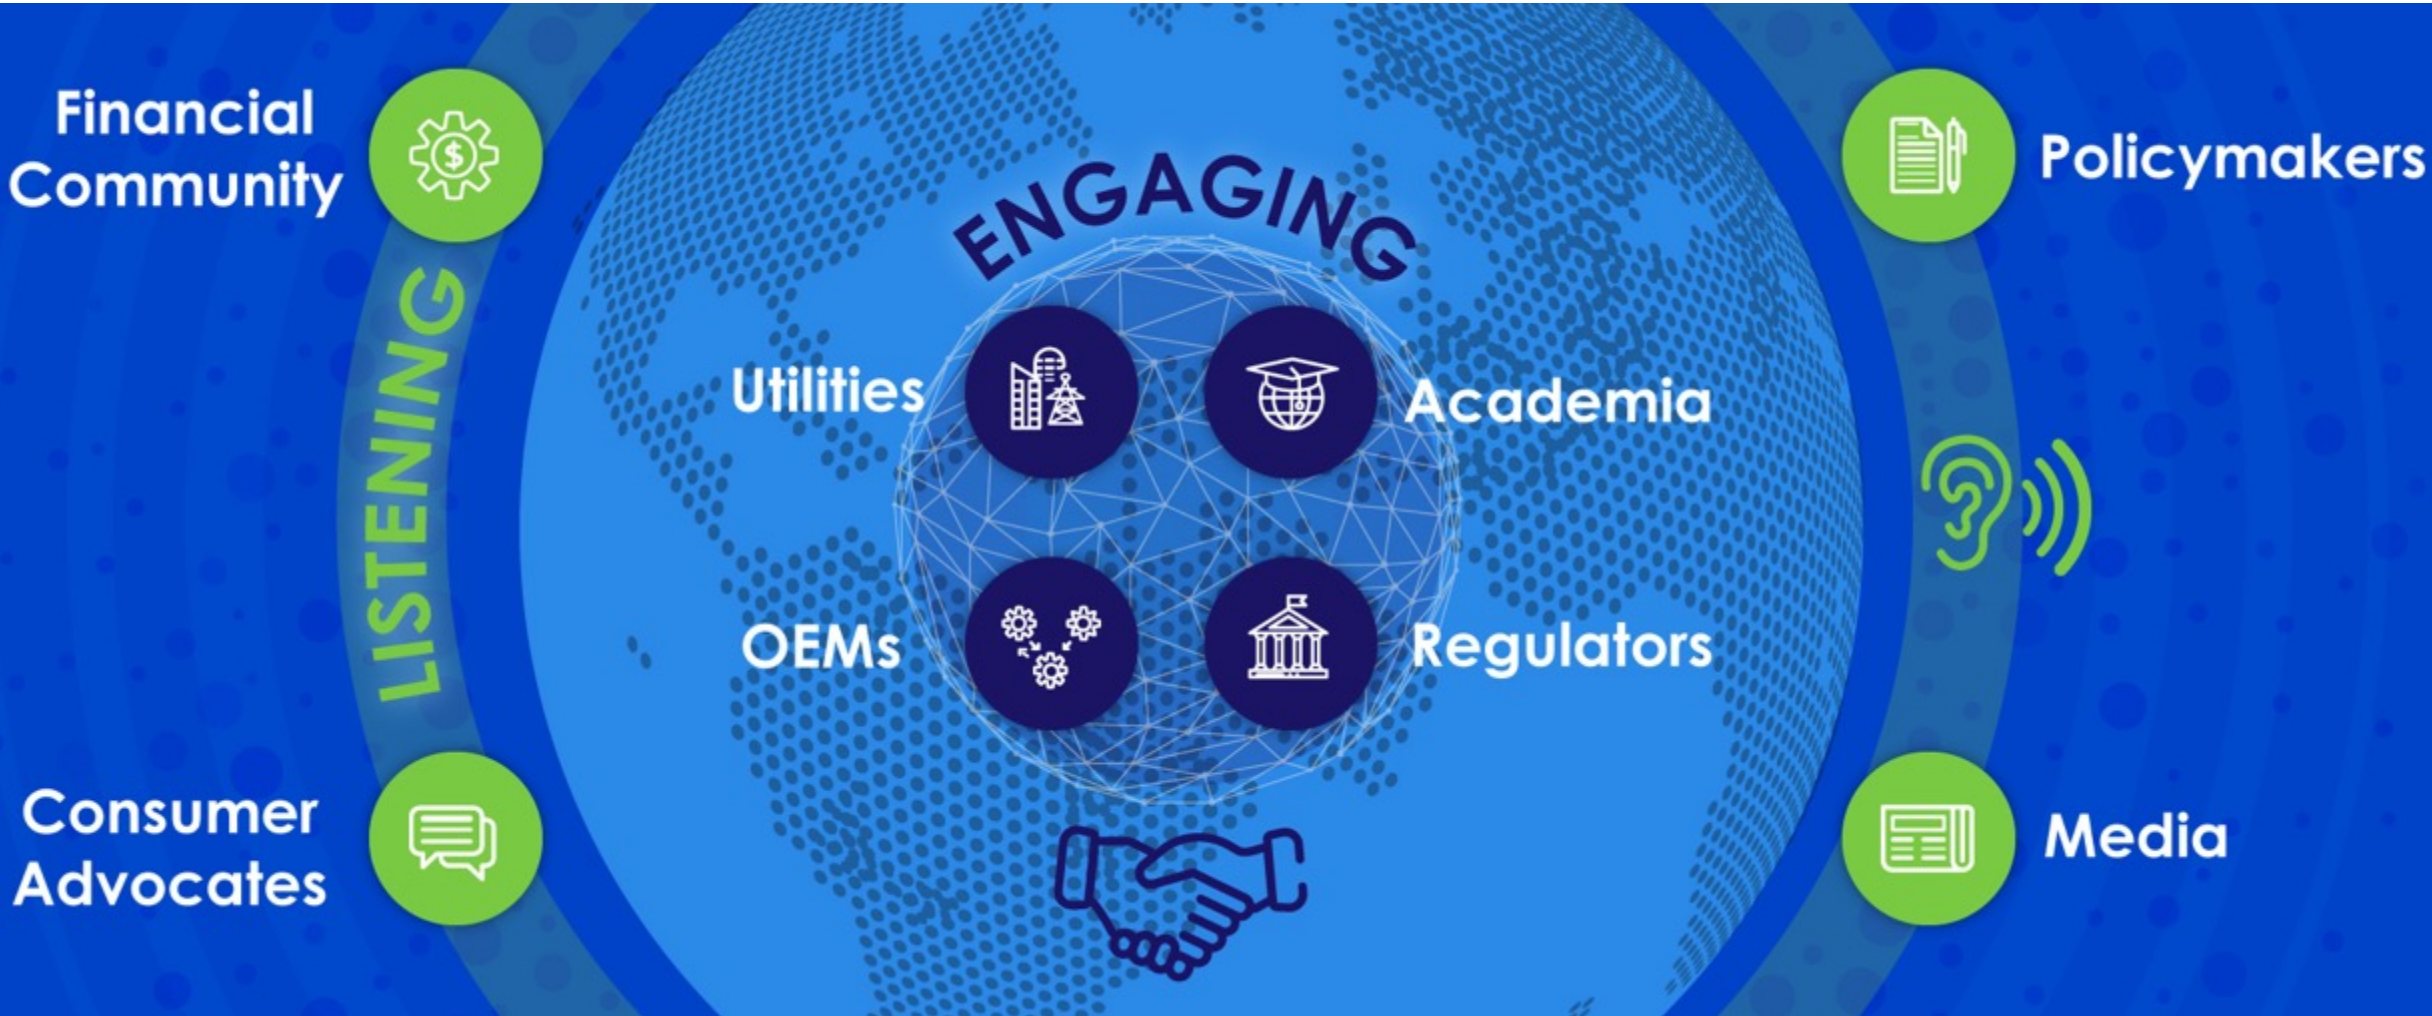 Financial
Community
Policymakers
ENGAGING
LISTENING
Utilities
Academia
OEMs
Regulators
Consumer
Advocates
Media